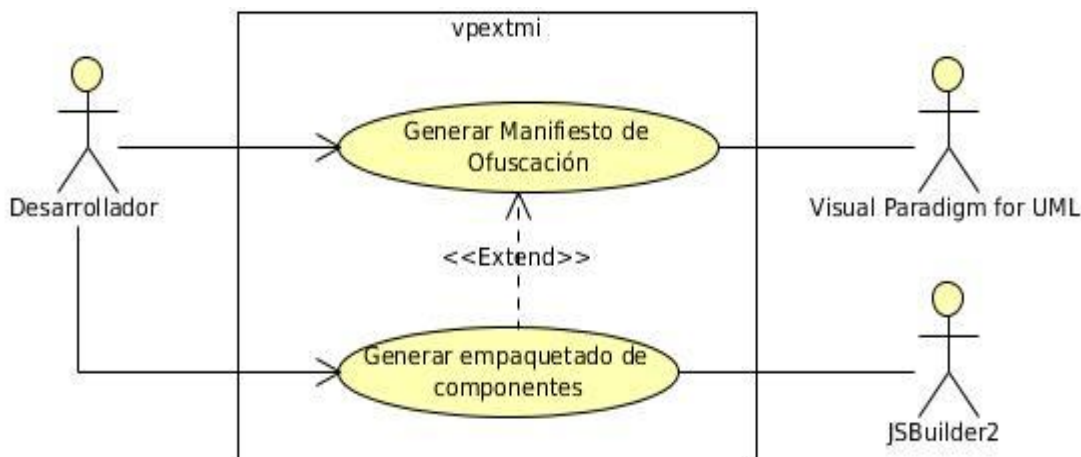 vpextmi
Generar Manifiesto de
Ofuscación
Desarrollador
Visual Paradigm for UML
<<Extend>>
Generar empaquetado de
componentes
JSBuilder2